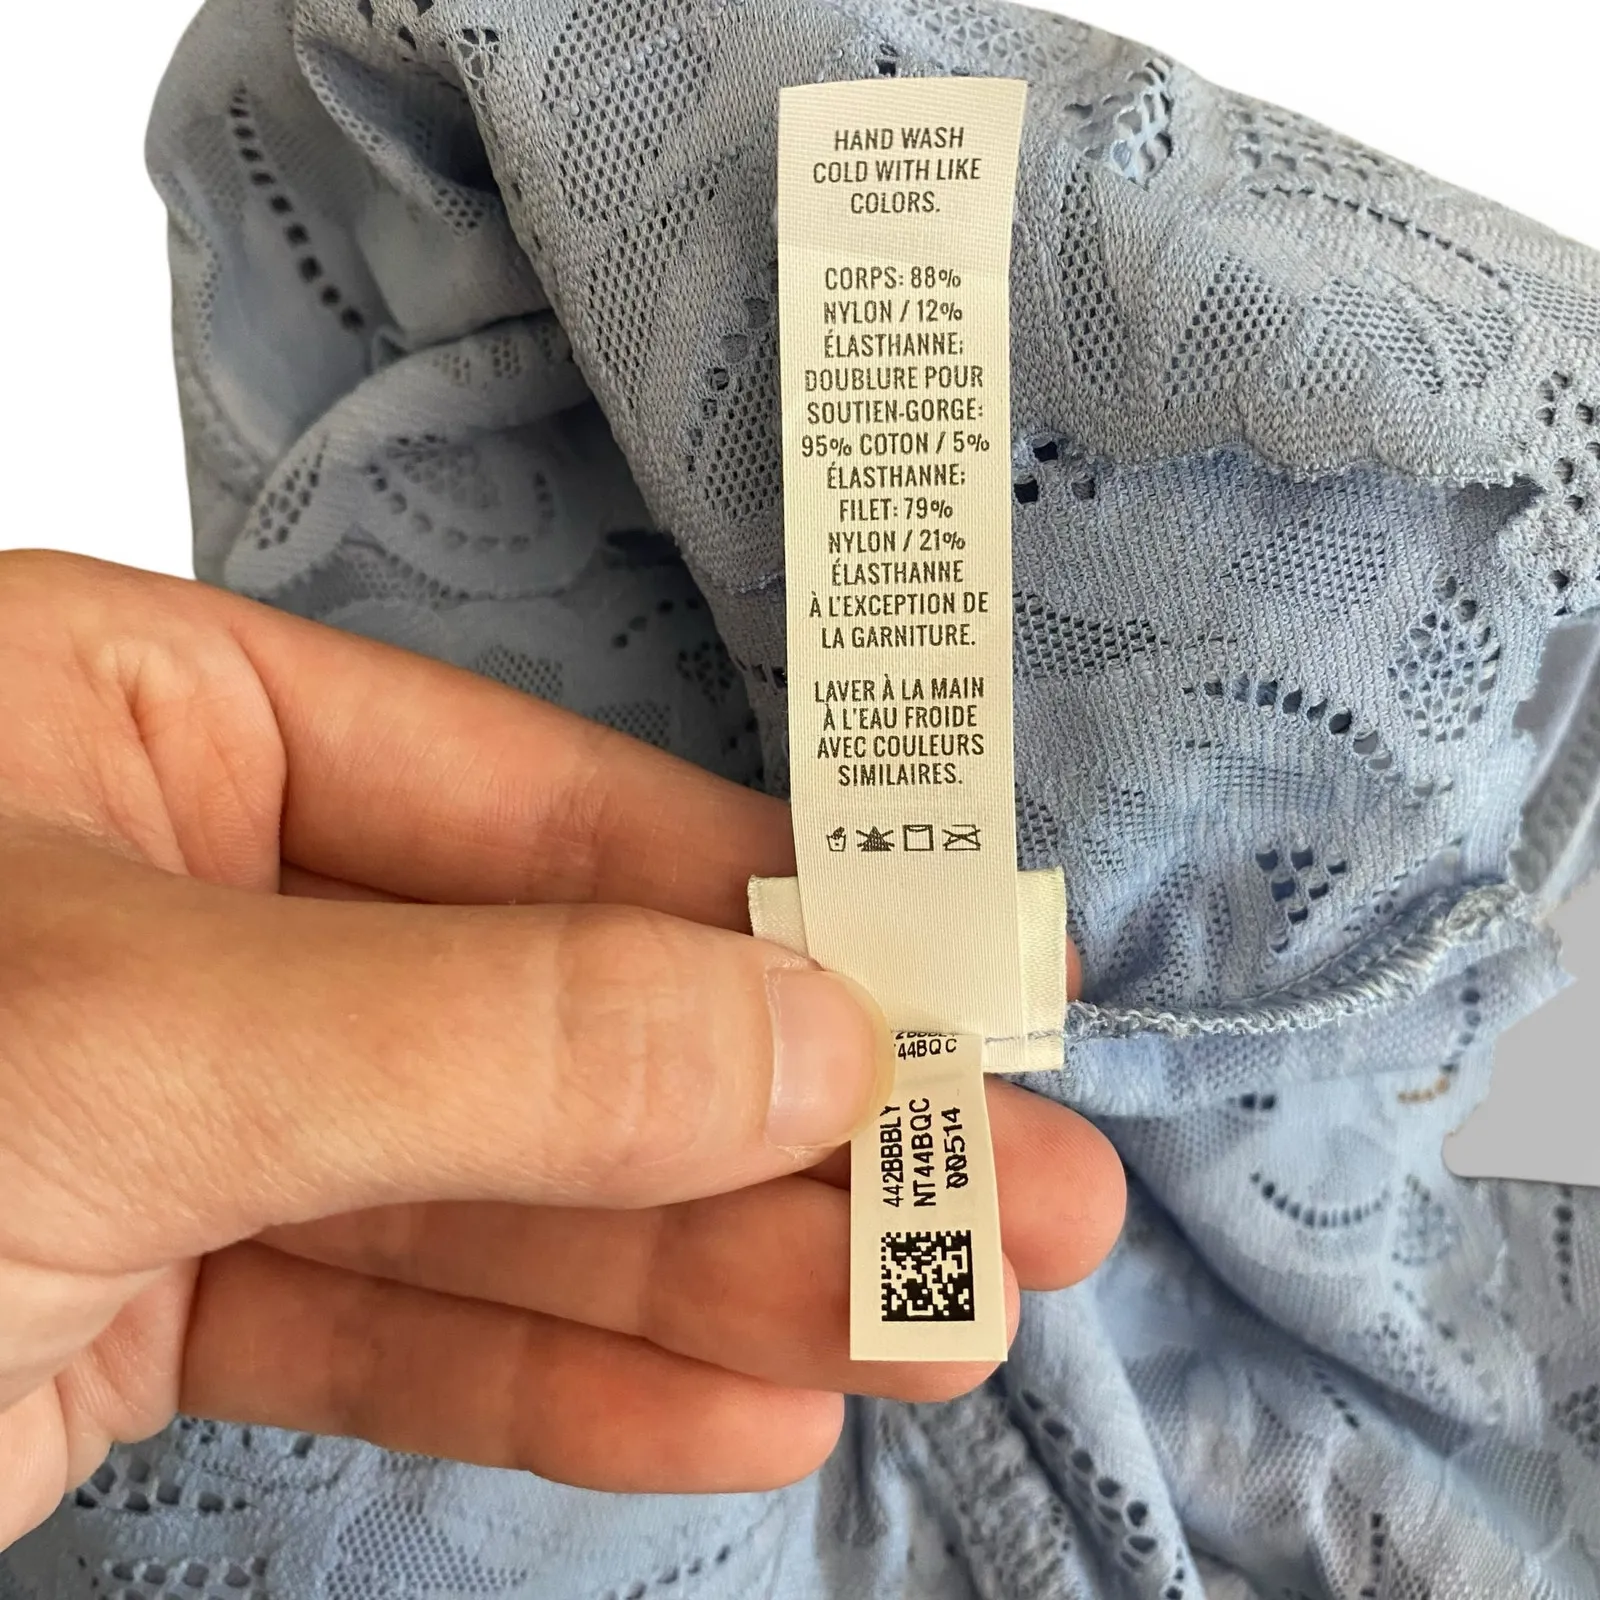 HAND WASH
COLD WITH LIKE
COLORS.
CORPS: 88%
NYLON / 12%
ÉLASTHANNE;
DOUBLURE POUR
SOUTIEN-GORGE:
95% COTON / 5%
ÉLASTHANNE;
FILET: 79%
NYLON / 21%
ÉLASTHANNE
À L'EXCEPTION DE
LA GARNITURE.
LAVER À LA MAIN
À L'EAU FROIDE
AVEC COULEURS
SIMILAIRES.
44BQC
442BBBLY
NT44BQC
00514